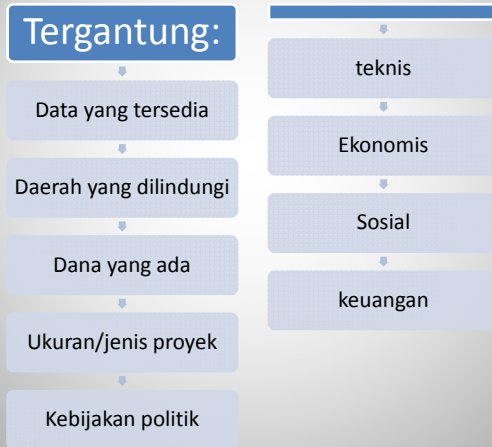 Tergantung:
Data yang tersedia
Daerah yang dilindungi
Dana yang ada
Ukuran/jenis proyek
Kebijakan politik
teknis
Ekonomis
Sosial
keuangan